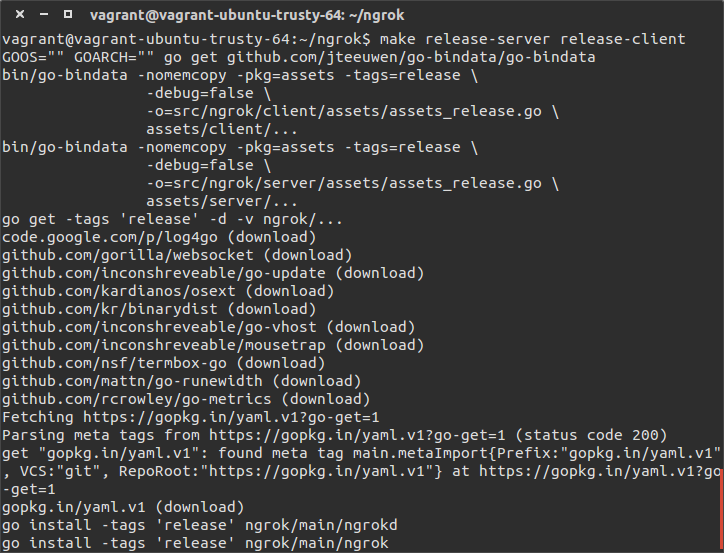 vagrant@vagrant-ubuntu-trusty-64: ~/ngrok
vagrant@vagrant-ubuntu-trusty-64:~/ngrok$ make release-server release-client
GOOS="" GOARCH="" go get github.com/jteeuwen/go-bindata/go-bindata
bin/go-bindata -nomemcopy -pkg=assets -tags=release \
-debug=false \
-o=src/ngrok/client/assets/assets_release.go \
assets/client/...
bin/go-bindata -nomemcopy -pkg=assets -tags=release \
-debug=false \
-o=src/ngrok/server/assets/assets_release.go \
assets/server/...
go get -tags 'release' -d -v ngrok/...
code.google.com/p/log4go (download)
github.com/gorilla/websocket (download)
github.com/inconshreveable/go-update (download)
github.com/kardianos/osext (download)
github.com/kr/binarydist (download)
github.com/inconshreveable/go-vhost (download)
github.com/inconshreveable/mousetrap (download)
github.com/nsf/termbox-go (download)
github.com/mattn/go-runewidth (download)
github.com/rcrowley/go-metrics (download)
Fetching https://gopkg.in/yaml.v1?go-get=1
Parsing meta tags from https://gopkg.in/yaml.v1?go-get=1 (status code 200)
get "gopkg.in/yaml.v1": found meta tag main.metaImport{Prefix:"gopkg.in/yaml.v1"
, VCS:"git", RepoRoot:"https://gopkg.in/yaml.v1"} at https://gopkg.in/yaml.v1?go
-get=1
gopkg.in/yaml.v1 (download)
go install -tags 'release' ngrok/main/ngrokd
go install -tags 'release' ngrok/main/ngrok